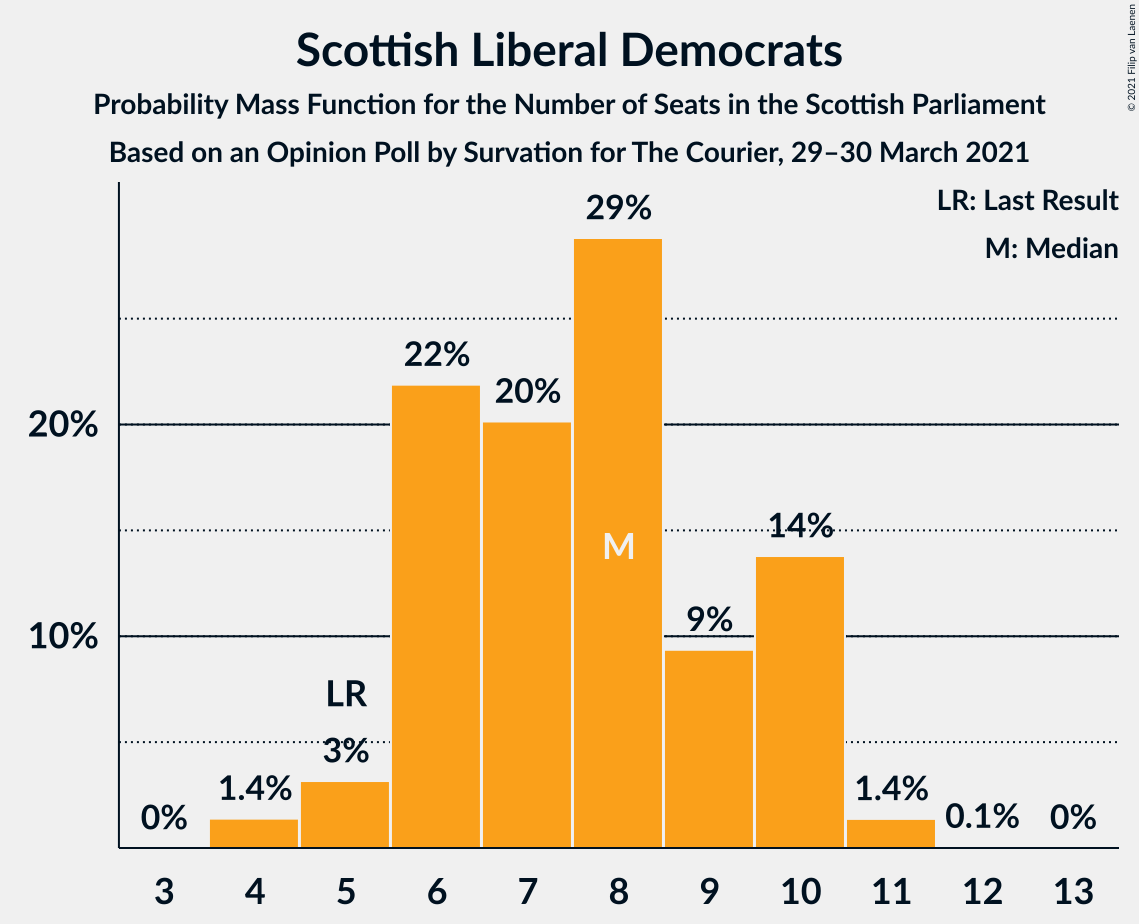 Scottish Liberal Democrats
Probability Mass Function for the Number of Seats in the Scottish Parliament
Based on an Opinion Poll by Survation for The Courier, 29–30 March 2021
© 2021 Filip van Laenen
LR: Last Result
M: Median
29%
22%
20%
20%
14%
M
9%
10%
LR
3%
1.4%
1.4%
0%
0.1%
0%
3 4 5 6 7 8 9 10 11 12 13